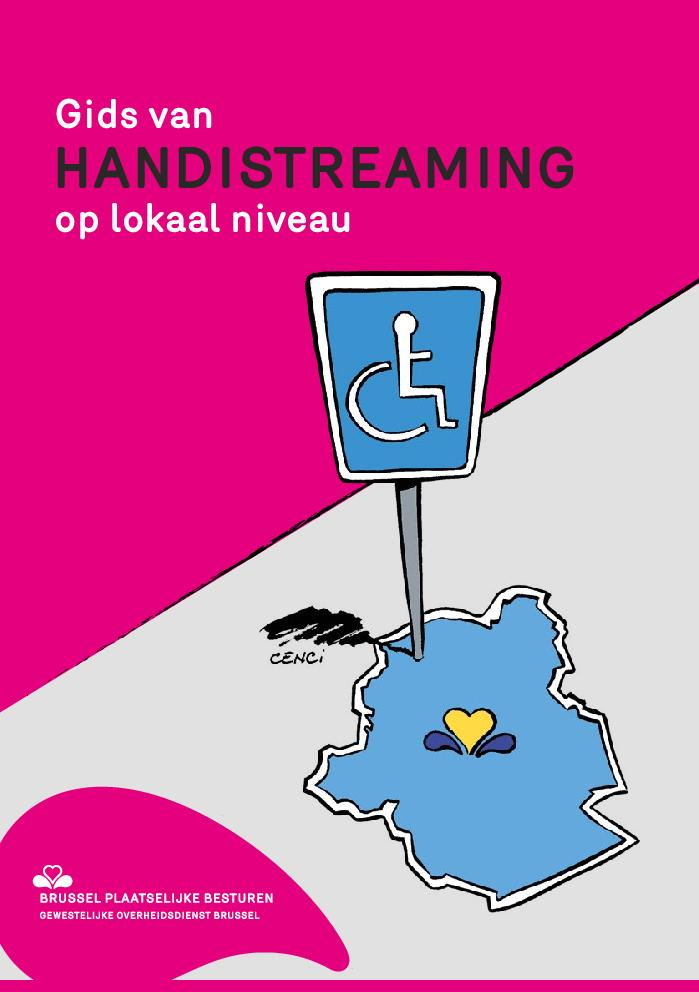 Gids van
HANDISTREAMING
op lokaal niveau
CENCi
BRUSSEL PLAATSELIJKE BESTUREN
GEWESTELIJKE OVERHEIDSDIENST BRUSSEL